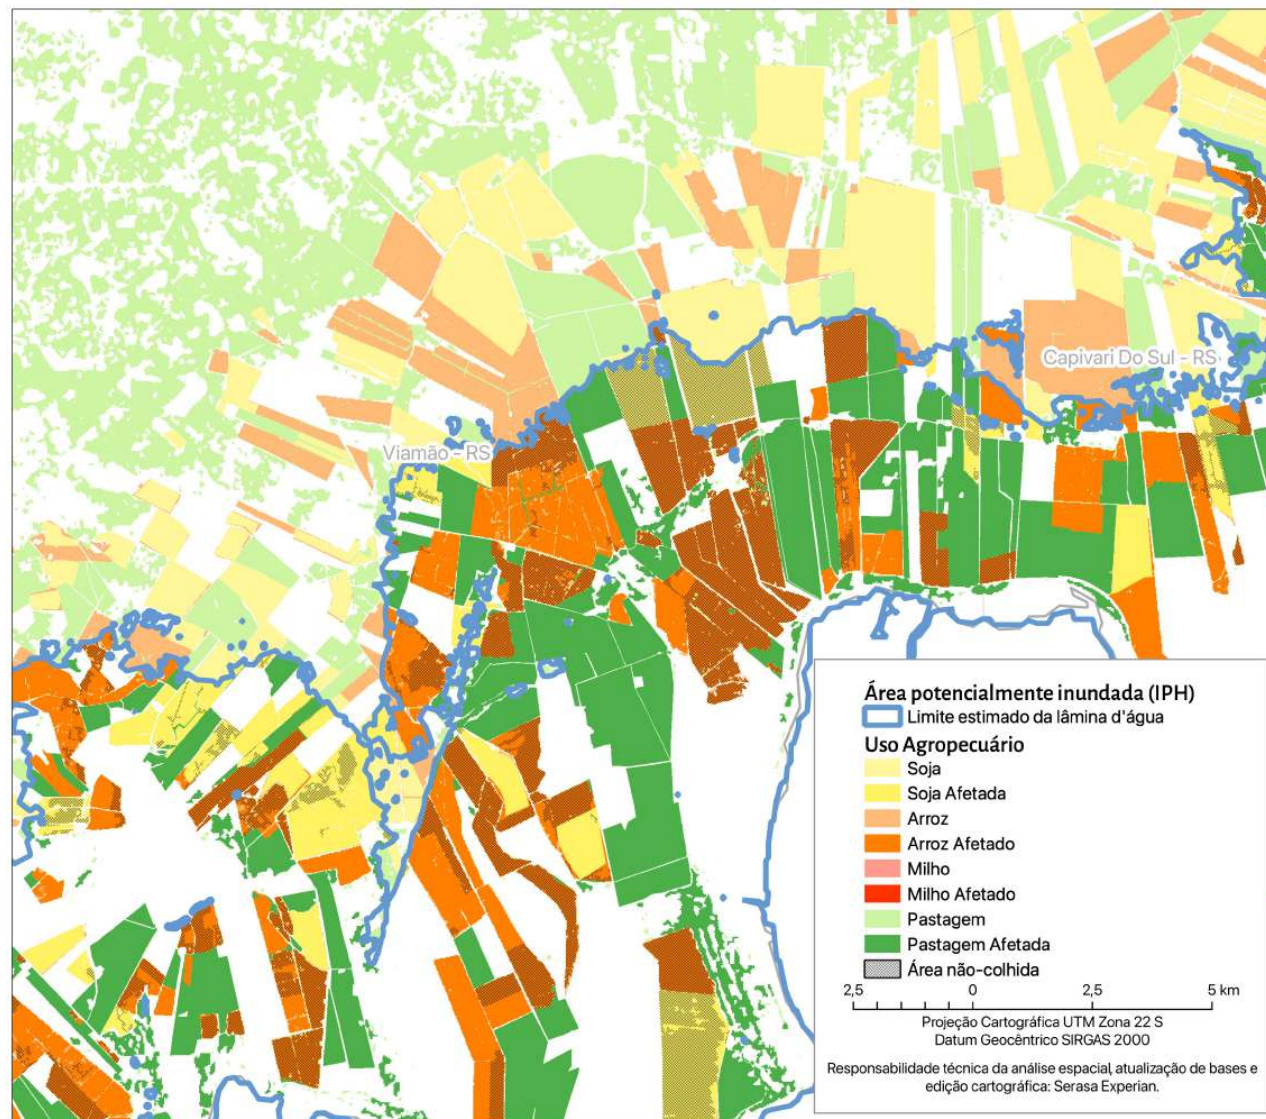 Capivari Do Sul - RS
Viamão - RS
Área potencialmente inundada (IPH)
Limite estimado da lâmina d'água
Uso Agropecuário
Soja
Soja Afetada
Arroz
Arroz Afetado
Milho
Milho Afetado
Pastagem
Pastagem Afetada
Área não-colhida
2,5 0 2,5 5 km
Projeção Cartográfica UTM Zona 22 S
Datum Geocêntrico SIRGAS 2000
Responsabilidade técnica da análise espacial, atualização de bases e
edição cartográfica: Serasa Experian.